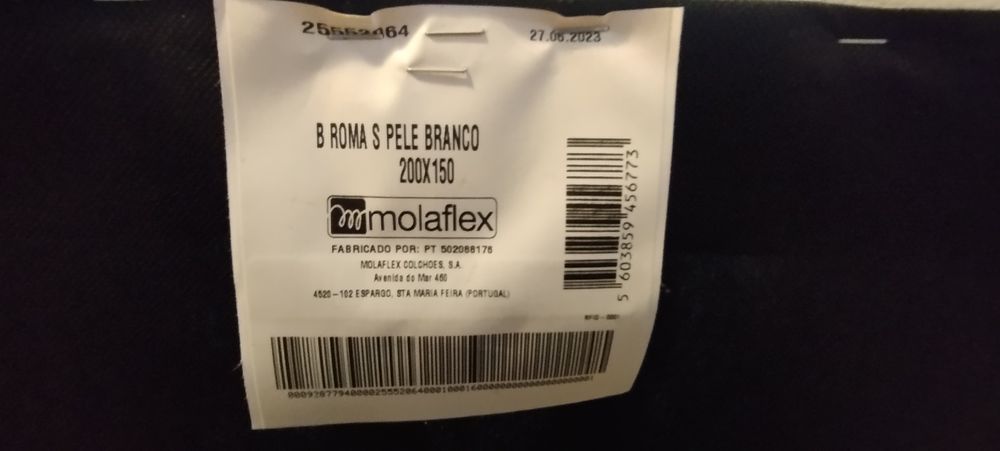 27.06.2023
B ROMA S PELE BRANCO
200X150
molaflex
FABRICADO POR: PT 502088176
MOLAFLEX COLCHOES, S.A.
Avenida do Mar 460
4520-102 ESPARGO, STA MARIA FEIRA (PORTUGAL)
5 603859 456773